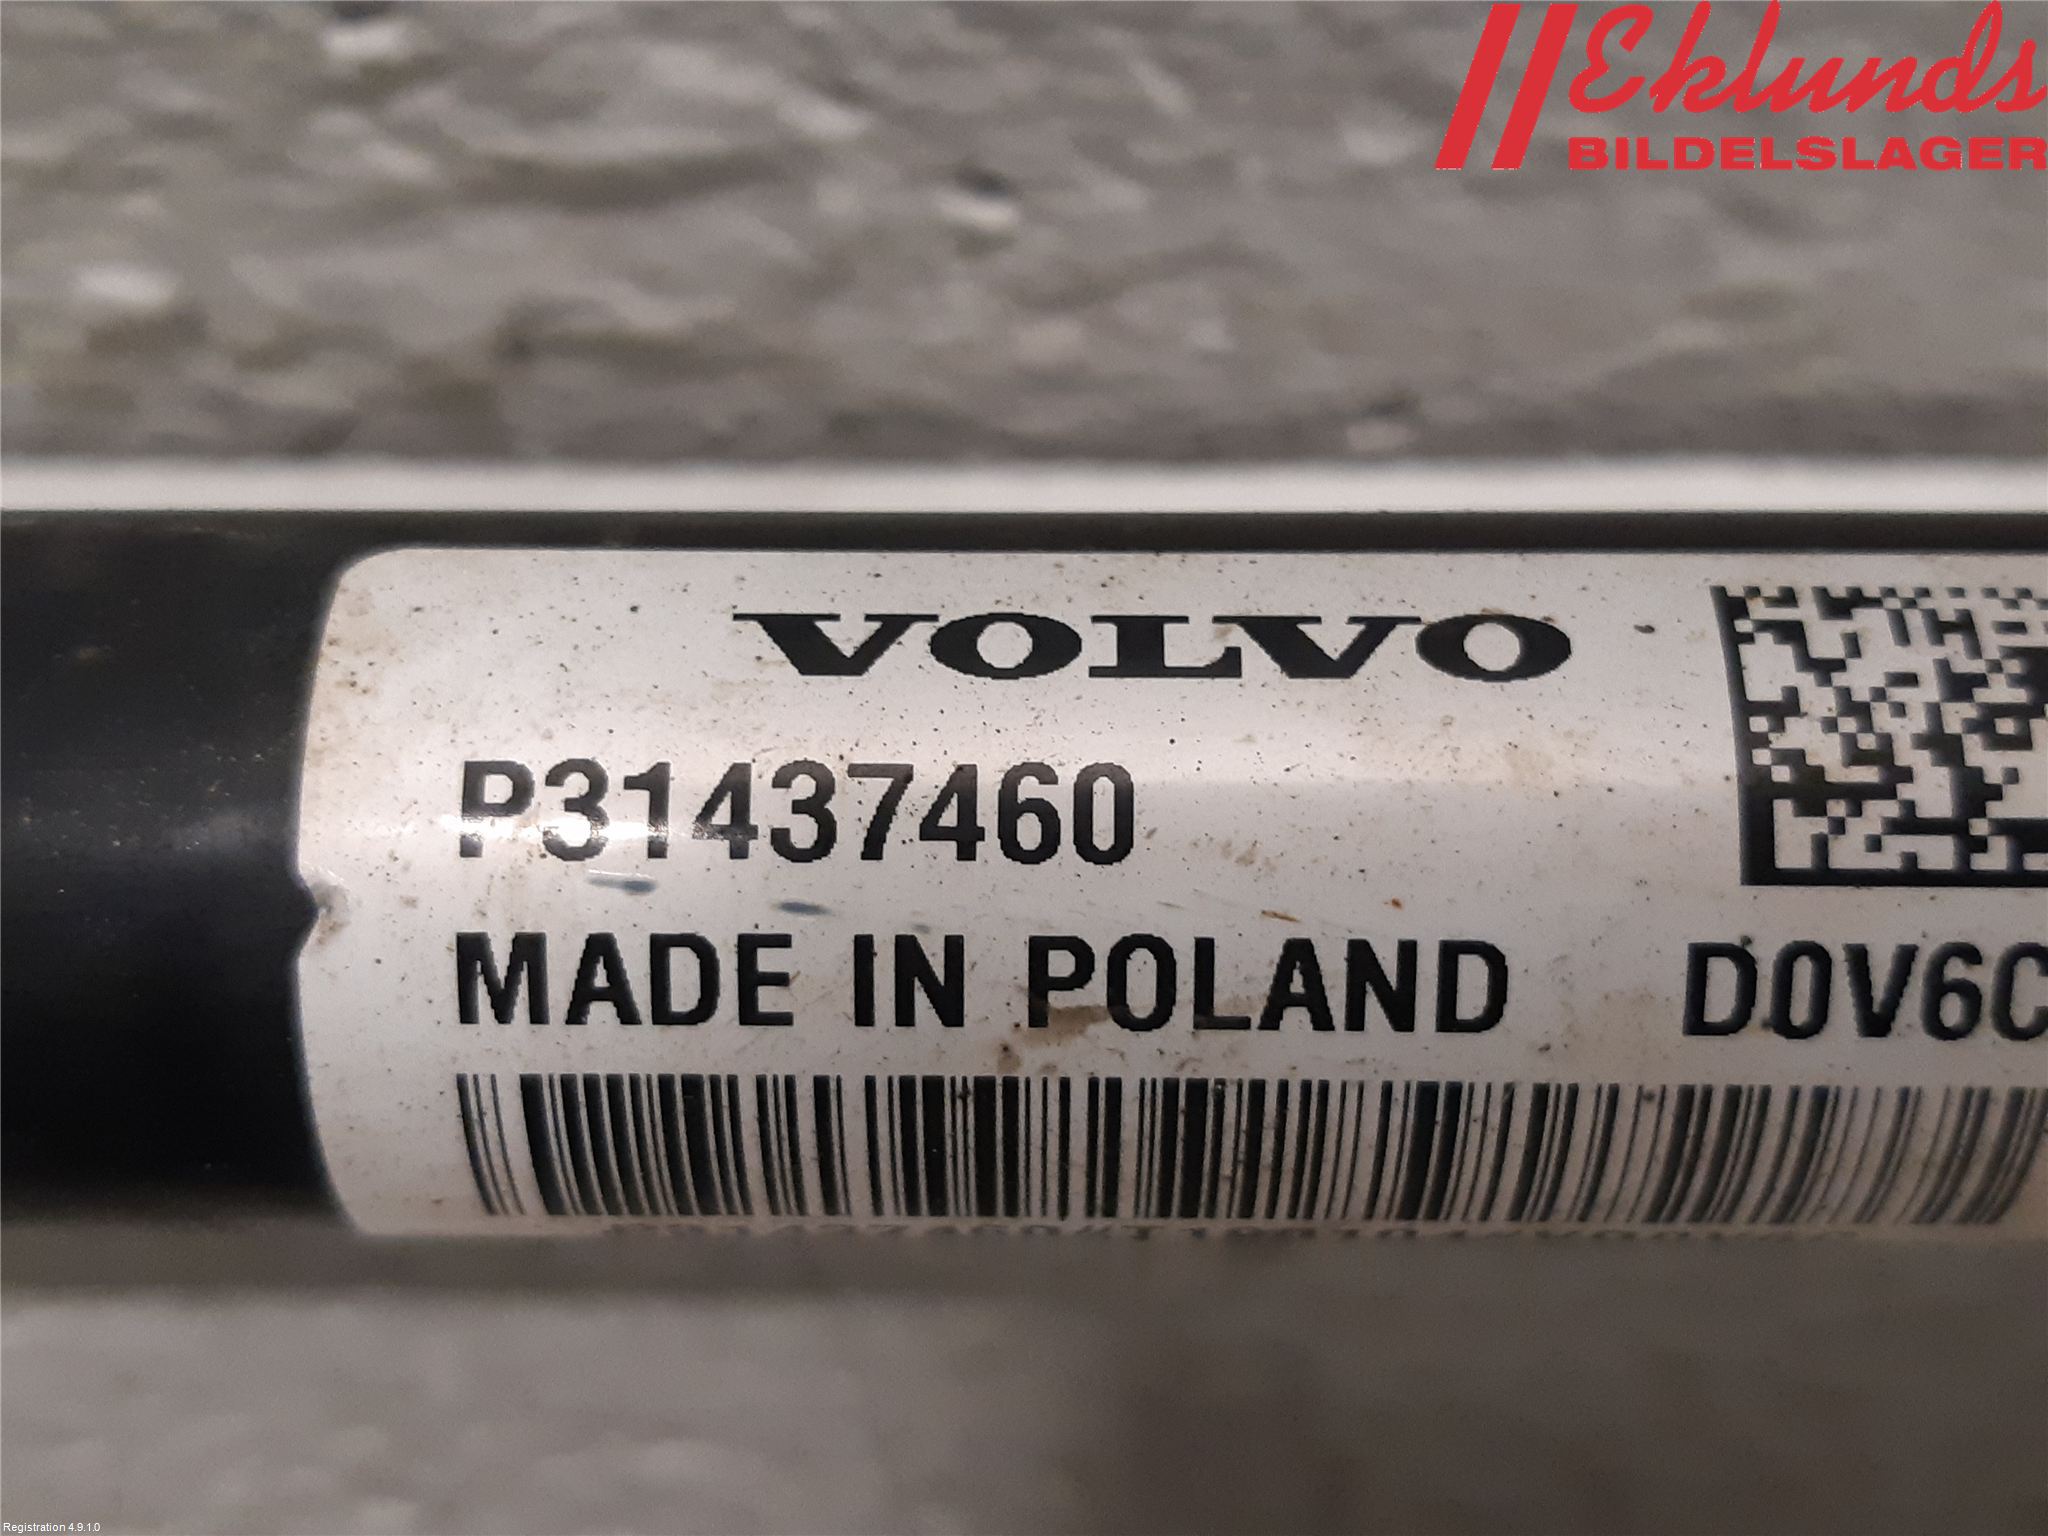 Eklunds
BILDELSLAGER
VOLVO
P31437460
MADE IN POLAND D0V6C
Registration 4.9.1.0